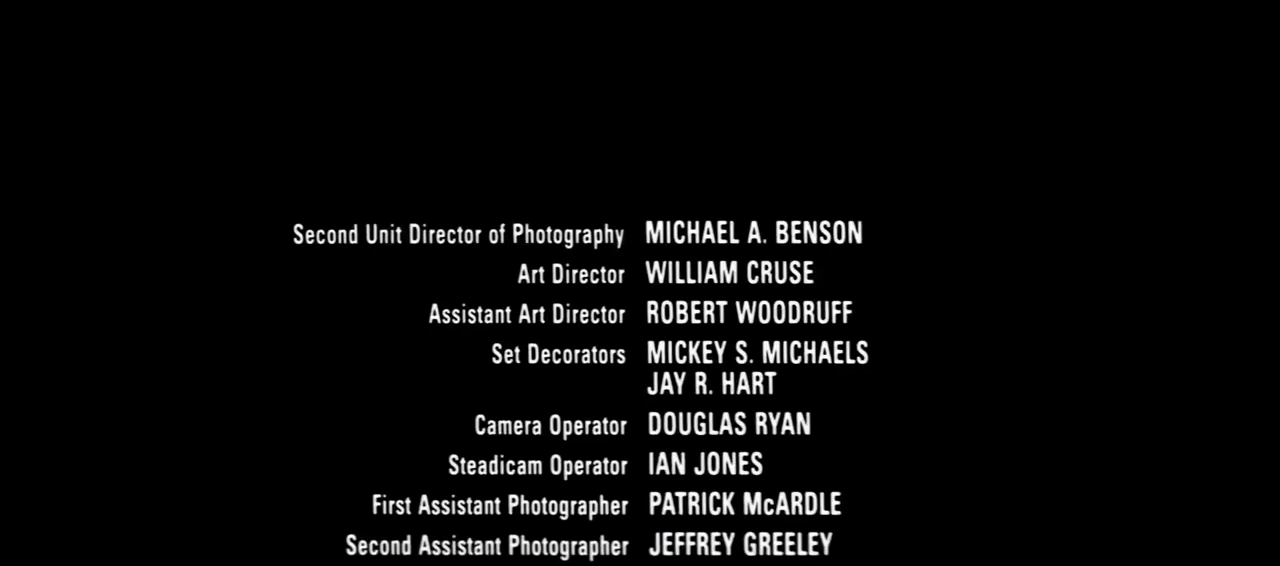 Second Unit Director of Photography MICHAEL A. BENSON
Art Director WILLIAM CRUSE
Assistant Art Director ROBERT WOODRUFF
Set Decorators MICKEY S. MICHAELS
JAY R. HART
Camera Operator DOUGLAS RYAN
Steadicam Operator IAN JONES
First Assistant Photographer PATRICK McARDLE
Second Assistant Photographer JEFFREY GREELEY